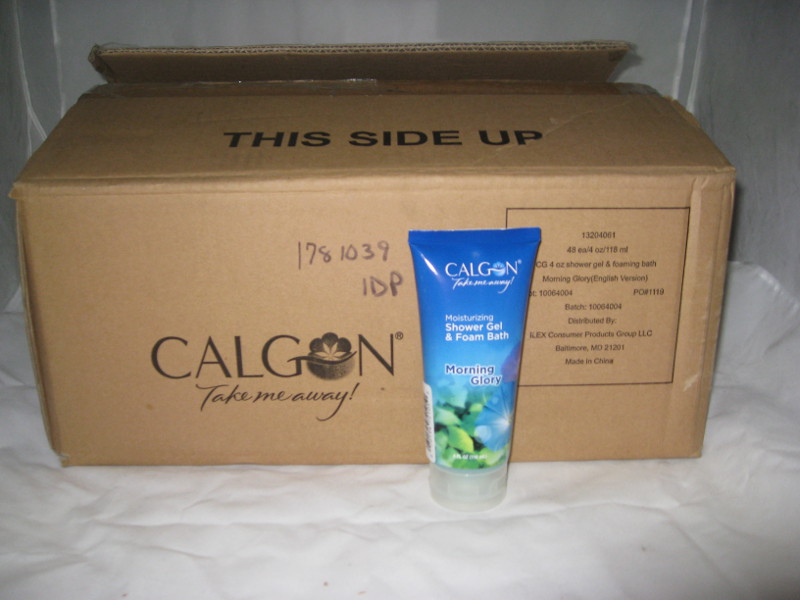 THIS SIDE UP
1781039
IDP
CALGON®
Take me away!
13204061
48 ea/4 oz/118 ml
CG 4 oz shower gel & foaming bath
Morning Glory(English Version)
: 10064004 PO#1119
Batch: 10064004
Distributed By:
ILEX Consumer Products Group LLC
Baltimore, MD 21201
Made in China
CALGON®
Take me away!
Moisturizing
Shower Gel
& Foam Bath
Morning
Glory